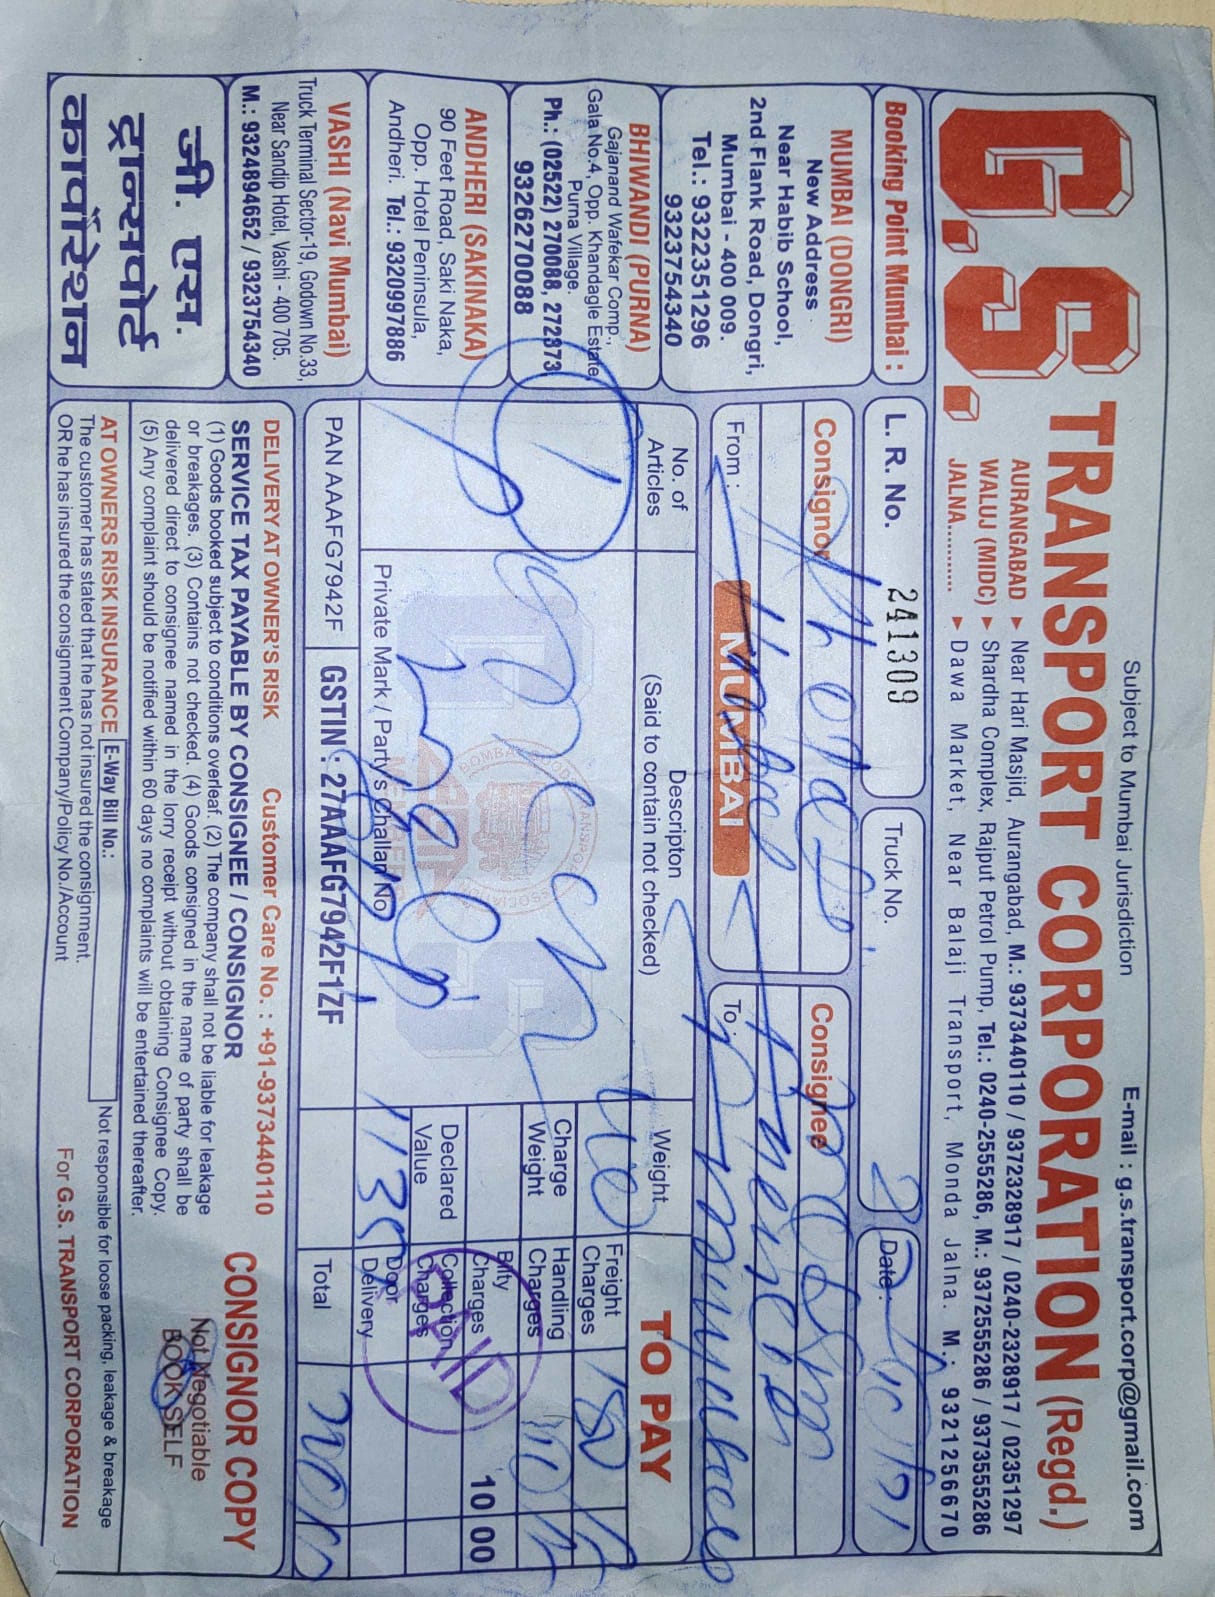 Subject to Mumbai Jurisdiction
E-mail : g.s.transport.corp@gmail.com
G.S. TRANSPORT CORPORATION (Regd.)
AURANGABAD ► Near Hari Masjid, Aurangabad, M.: 9373440110 / 9372328917 / 0240-2328917 / 02351297
WALUJ (MIDC) ► Shardha Complex, Rajput Petrol Pump, Tel.: 0240-2555286, M.: 9372555286 / 9373555286
JALNA............ ► Dawa Market, Near Balaji Transport, Monda Jalna. M.: 9321256670
Booking Point Mumbai :
L. R. No. 241309
Truck No.
Date:
MUMBAI (DONGRI)
New Address
Near Habib School,
2nd Flank Road, Dongri,
Mumbai - 400 009.
Tel.: 9322351296
9323754340
BHIWANDI (PURNA)
Gajanand Wafekar Comp.,
Gala No.4, Opp. Khandagle Estate
Purna Village.
Ph.: (02522) 270088, 272373
9326270088
ANDHERI (SAKINAKA)
90 Feet Road, Saki Naka,
Opp. Hotel Peninsula,
Andheri. Tel.: 9320997886
VASHI (Navi Mumbai)
Truck Terminal Sector-19, Godown No.33,
Near Sandip Hotel, Vashi - 400 705.
M.: 9324894652 / 9323754340
जी. एस.
ट्रान्सपोर्ट
कार्पोरेशन
Consignor
Consignee
From : MUMBAI
To :
No. of Articles
Descripton
(Said to contain not checked)
Weight
TO PAY
Freight Charges
Charge Weight
Handling Charges
Bilty Charges 10 00
Declared Value
Collection Charges
Door Delivery
Total
PAID
Private Mark / Party's Challan No
PAN AAAFG7942F
GSTIN : 27AAAFG7942F1ZF
DELIVERY AT OWNER'S RISK Customer Care No. : +91-9373440110
SERVICE TAX PAYABLE BY CONSIGNEE / CONSIGNOR
(1) Goods booked subject to conditions overleaf. (2) The company shall not be liable for leakage
or breakages. (3) Contains not checked. (4) Goods consigned in the name of party shall be
delivered direct to consignee named in the lorry receipt without obtaining Consignee Copy.
(5) Any complaint should be notified within 60 days no complaints will be entertained thereafter.
CONSIGNOR COPY
Not Negotiable
BOOK SELF
AT OWNERS RISK INSURANCE E-Way Bill No.:
The customer has stated that he has not insured the consignment.
OR he has insured the consignment Company/Policy No./Account
Not responsible for loose packing, leakage & breakage
For G.S. TRANSPORT CORPORATION